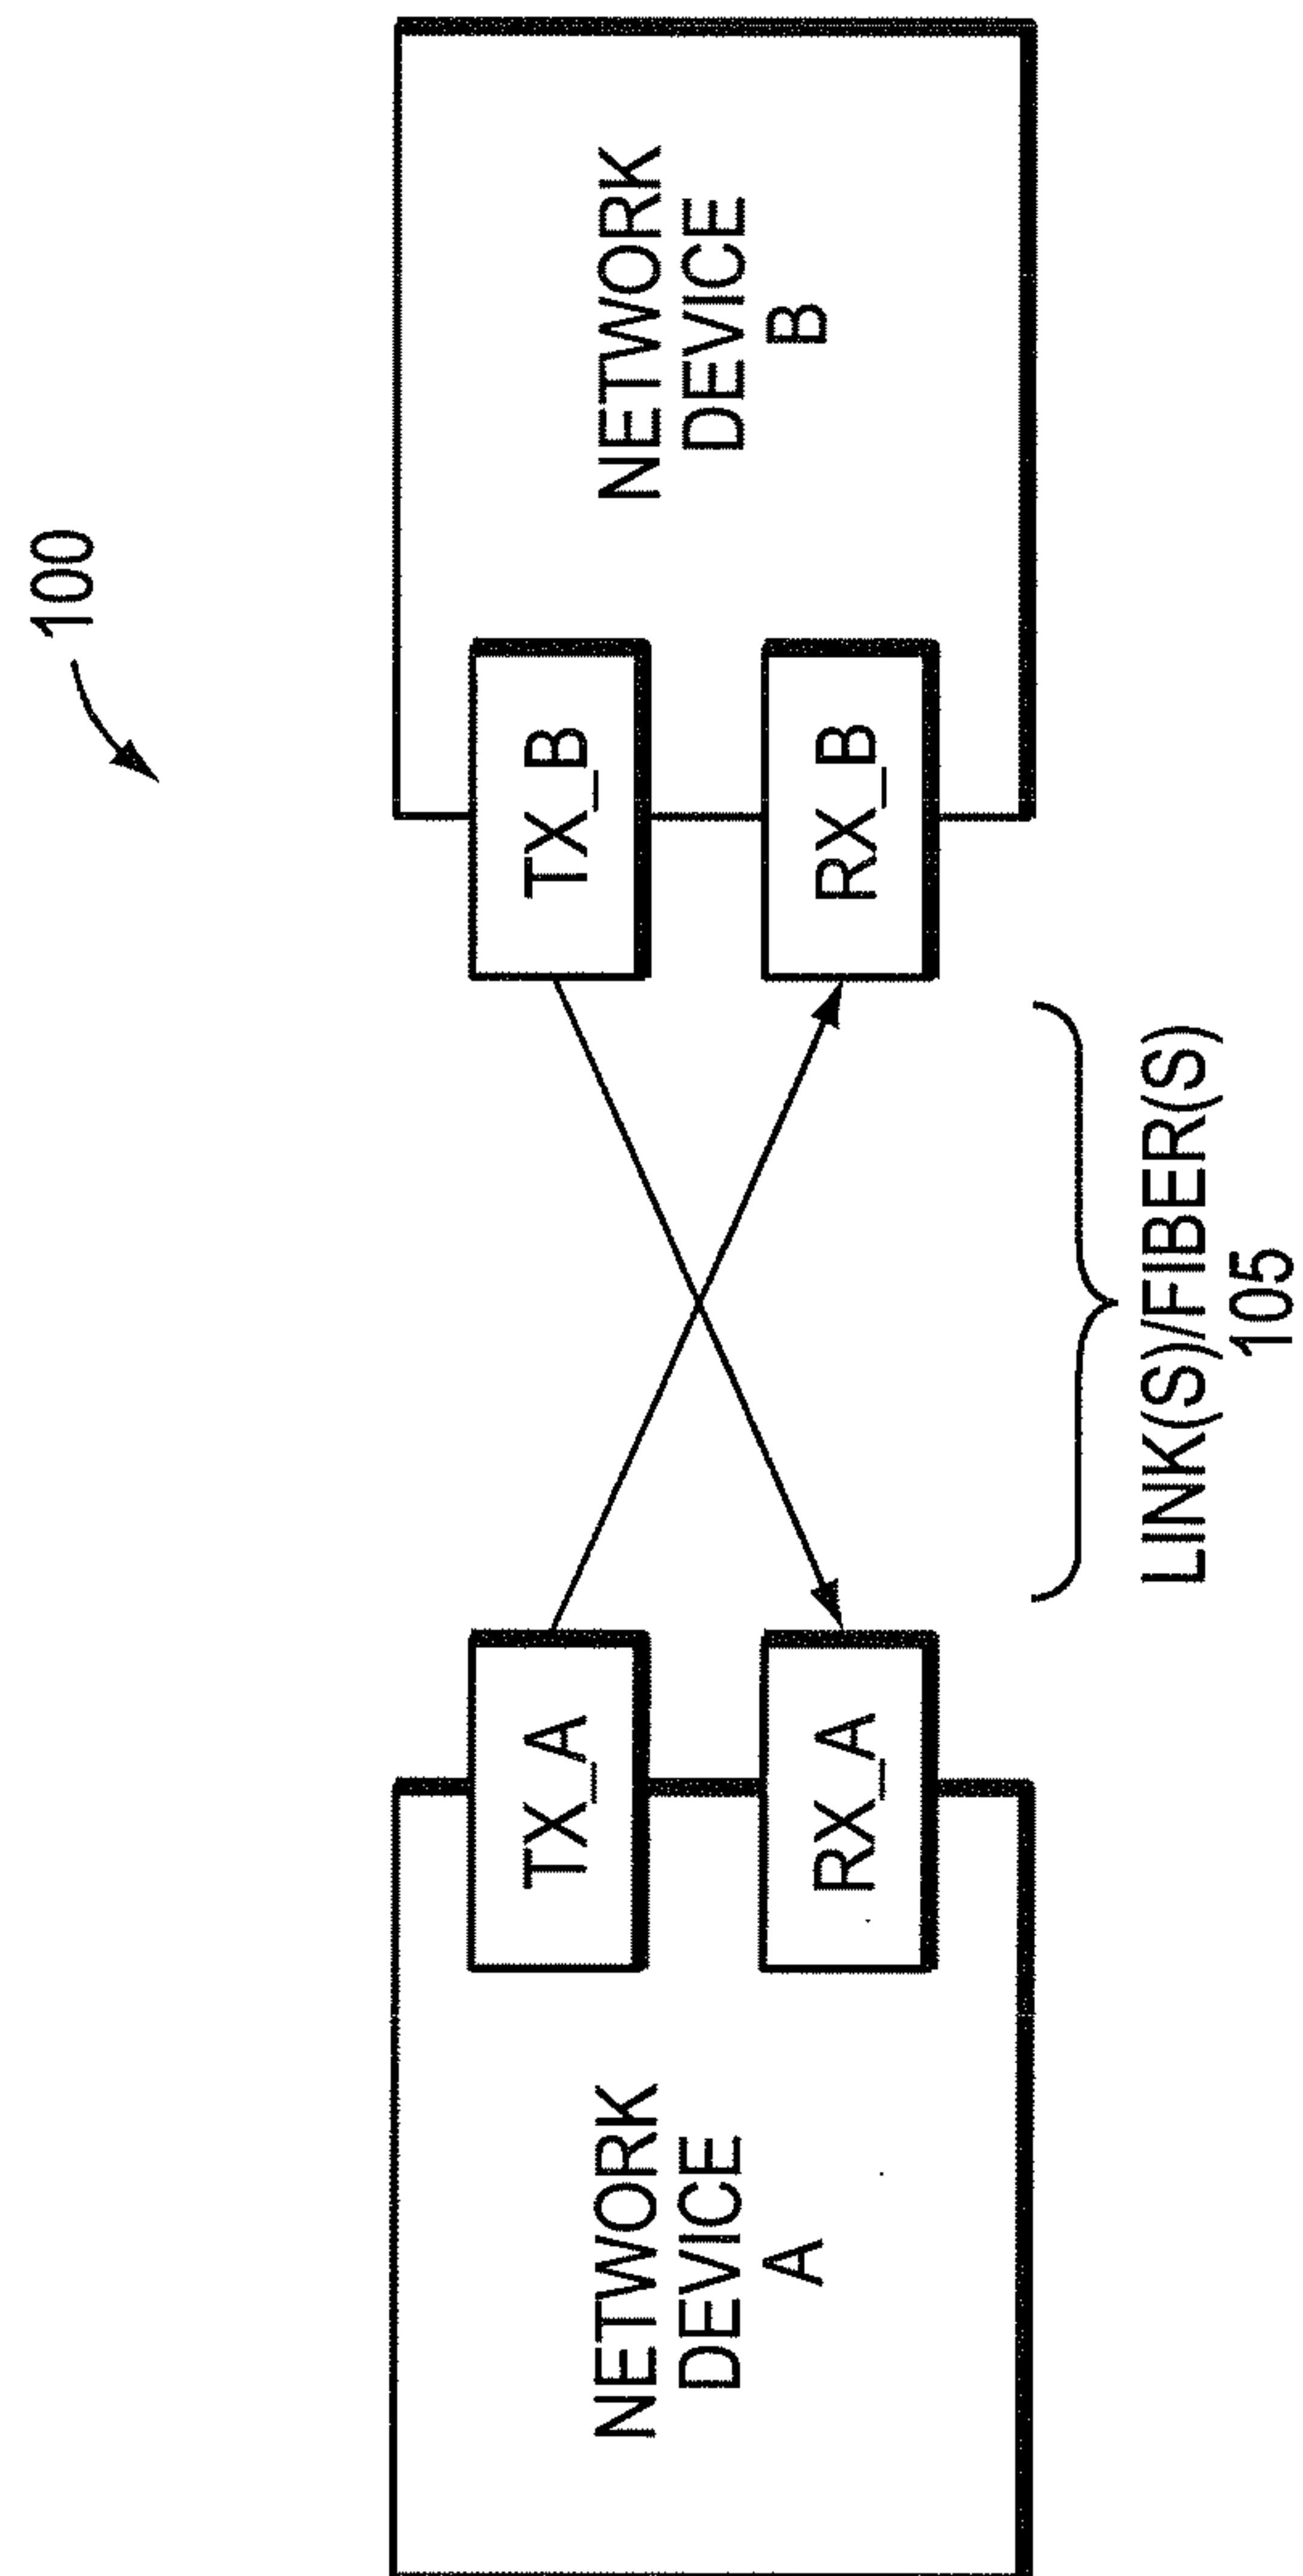 100
NETWORK
DEVICE
A
TX_A
RX_A
TX_B
RX_B
NETWORK
DEVICE
B
LINK(S)/FIBER(S)
105